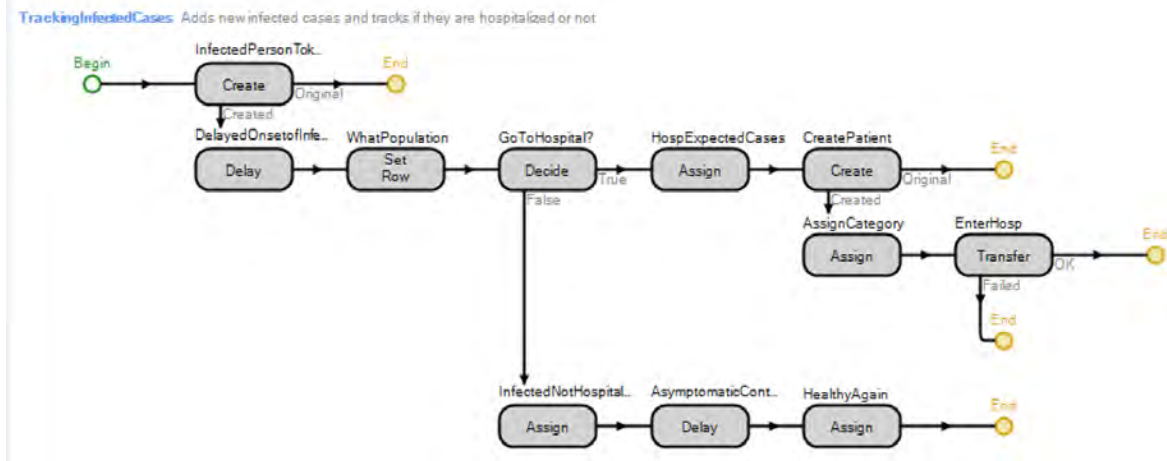 TrackingInfectedCases Adds new infected cases and tracks if they are hospitalized or not
InfectedPersonTok...
Begin
Create
Original
End
Created
DelayedOnsetofInfe...
Delay
WhatPopulation
Set
Row
GoToHospital?
Decide
True
False
HospExpectedCases
Assign
CreatePatient
Create
Original
End
Created
AssignCategory
Assign
EnterHosp
Transfer
OK
End
Failed
End
InfectedNotHospital...
Assign
AsymptomaticCont...
Delay
HealthyAgain
Assign
End